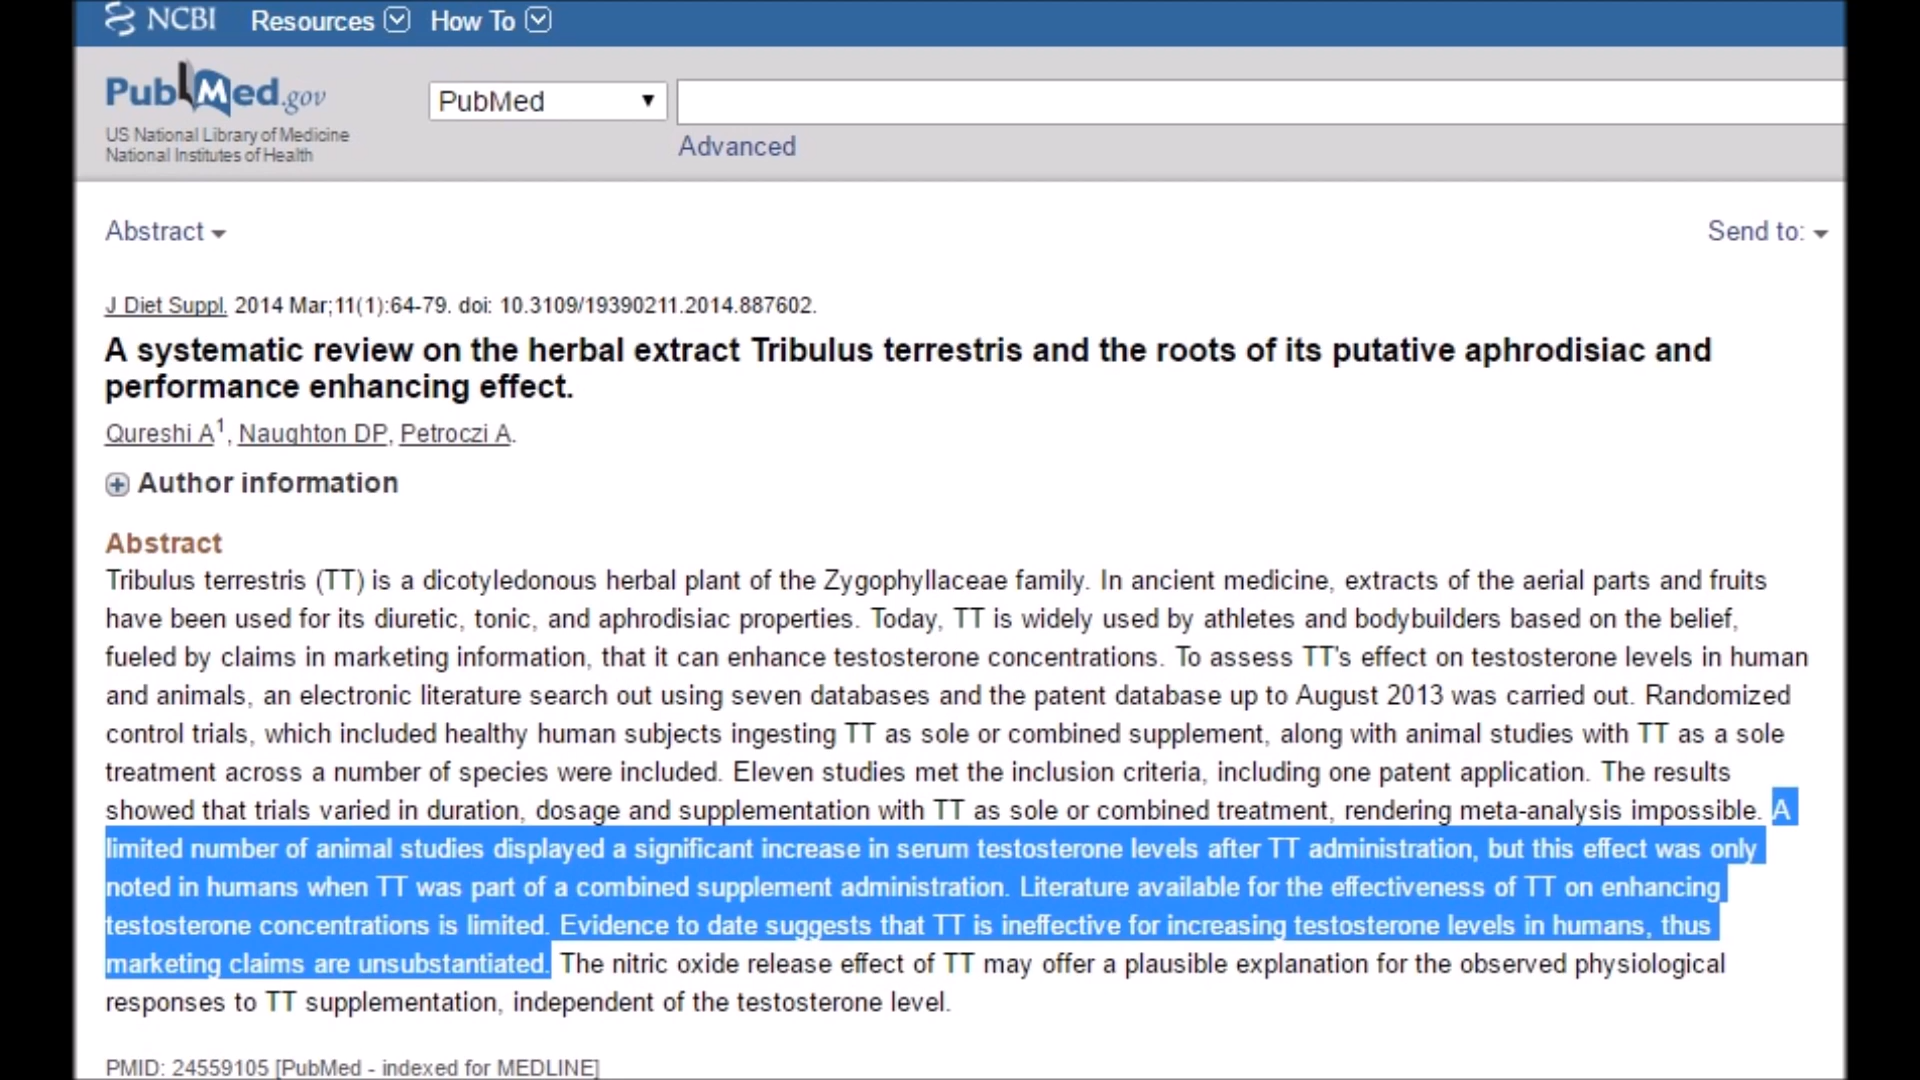 NCBI Resources How To
PubMed.gov
US National Library of Medicine
National Institutes of Health
PubMed
Advanced
Abstract
Send to:
J Diet Suppl. 2014 Mar;11(1):64-79. doi: 10.3109/19390211.2014.887602.
A systematic review on the herbal extract Tribulus terrestris and the roots of its putative aphrodisiac and
performance enhancing effect.
Qureshi A1, Naughton DP, Petroczi A.
Author information
Abstract
Tribulus terrestris (TT) is a dicotyledonous herbal plant of the Zygophyllaceae family. In ancient medicine, extracts of the aerial parts and fruits
have been used for its diuretic, tonic, and aphrodisiac properties. Today, TT is widely used by athletes and bodybuilders based on the belief,
fueled by claims in marketing information, that it can enhance testosterone concentrations. To assess TT's effect on testosterone levels in human
and animals, an electronic literature search out using seven databases and the patent database up to August 2013 was carried out. Randomized
control trials, which included healthy human subjects ingesting TT as sole or combined supplement, along with animal studies with TT as a sole
treatment across a number of species were included. Eleven studies met the inclusion criteria, including one patent application. The results
showed that trials varied in duration, dosage and supplementation with TT as sole or combined treatment, rendering meta-analysis impossible. A
limited number of animal studies displayed a significant increase in serum testosterone levels after TT administration, but this effect was only
noted in humans when TT was part of a combined supplement administration. Literature available for the effectiveness of TT on enhancing
testosterone concentrations is limited. Evidence to date suggests that TT is ineffective for increasing testosterone levels in humans, thus
marketing claims are unsubstantiated. The nitric oxide release effect of TT may offer a plausible explanation for the observed physiological
responses to TT supplementation, independent of the testosterone level.
PMID: 24559105 [PubMed - indexed for MEDLINE]